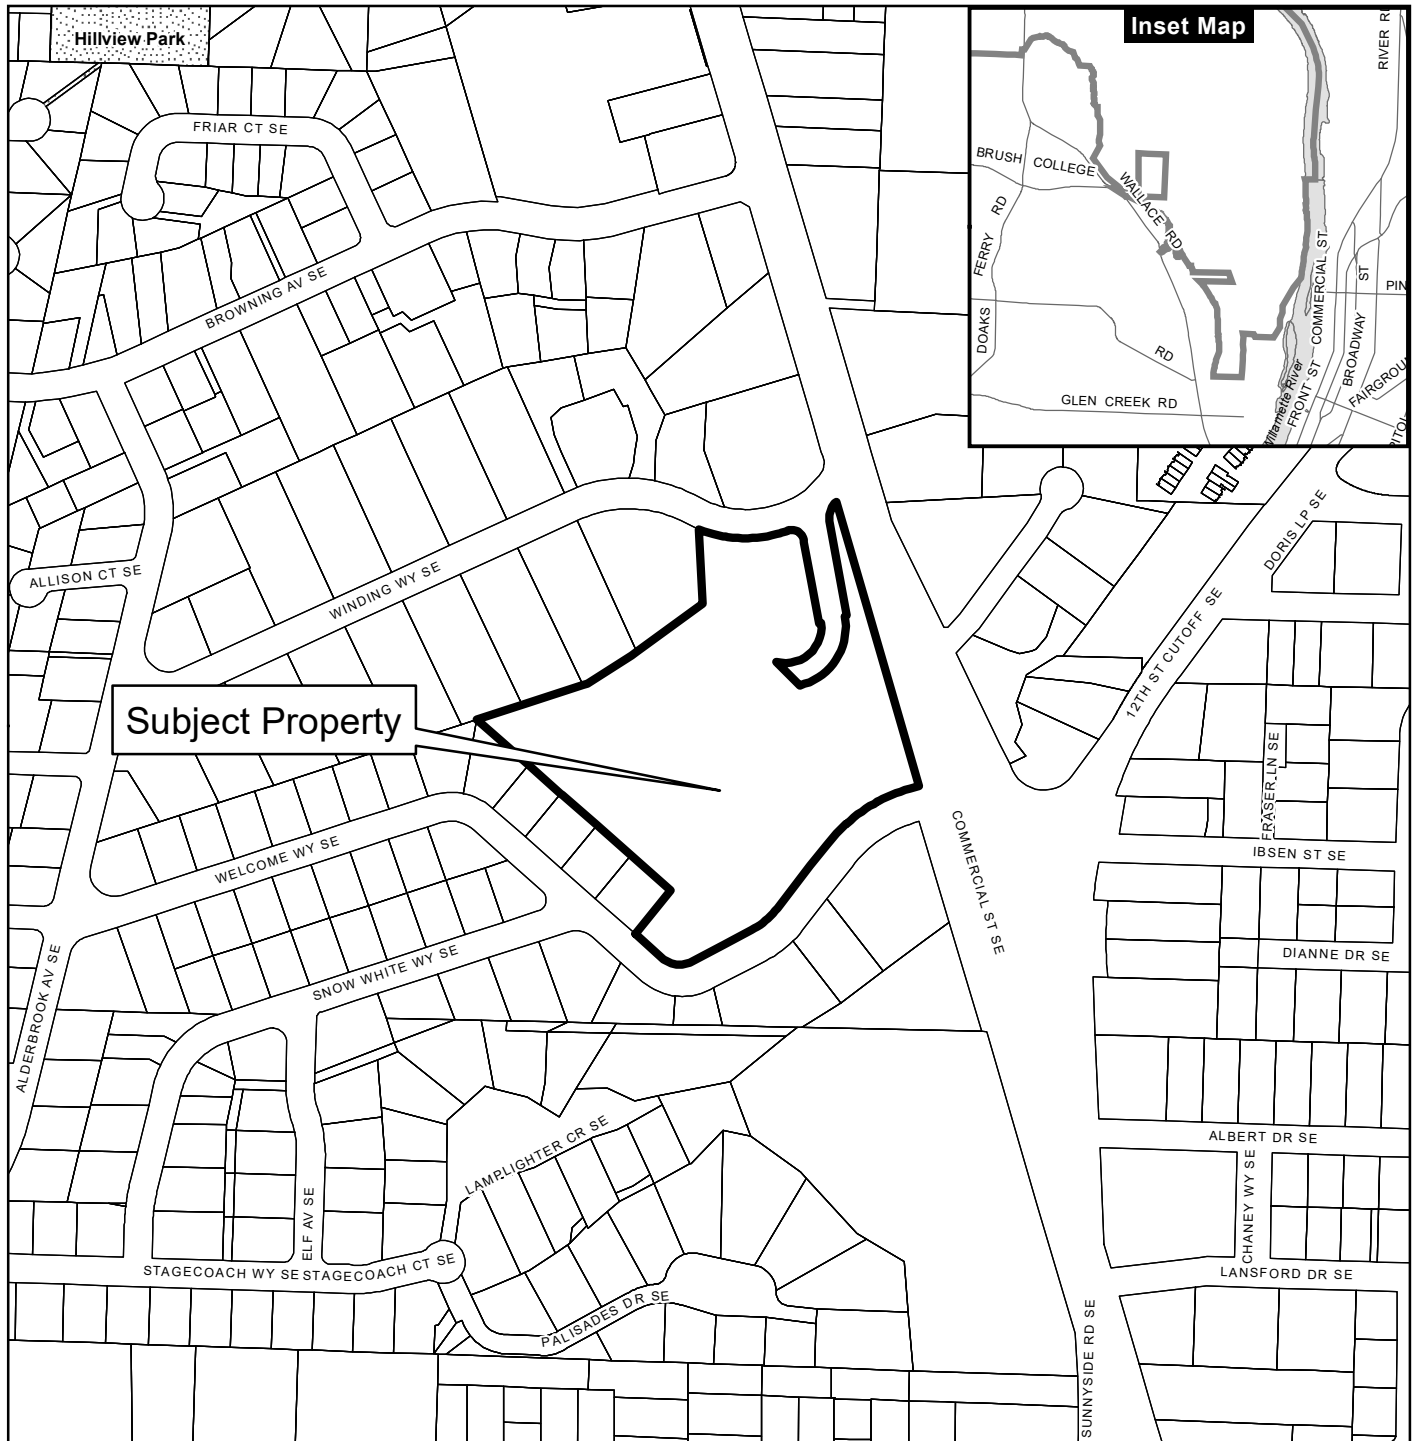 Hillview Park
Inset Map
RIVER R
BRUSH COLLEGE
WALLACE RD
DOAKS FERRY RD
RD
GLEN CREEK RD
Willamette River
FRONT ST
COMMERCIAL ST
BROADWAY ST
PIN
FAIRGROU
FRIAR CT SE
BROWNING AV SE
ALLISON CT SE
WINDING WY SE
DORIS LP SE
12TH ST CUTOFF SE
Subject Property
FRASER LN SE
IBSEN ST SE
WELCOME WY SE
COMMERCIAL ST SE
SNOW WHITE WY SE
DIANNE DR SE
ALDERBROOK AV SE
LAMPLIGHTER CR SE
ALBERT DR SE
CHANEY WY SE
ELF AV SE
STAGECOACH WY SE
STAGECOACH CT SE
LANSFORD DR SE
PALISADES DR SE
SUNNYSIDE RD SE